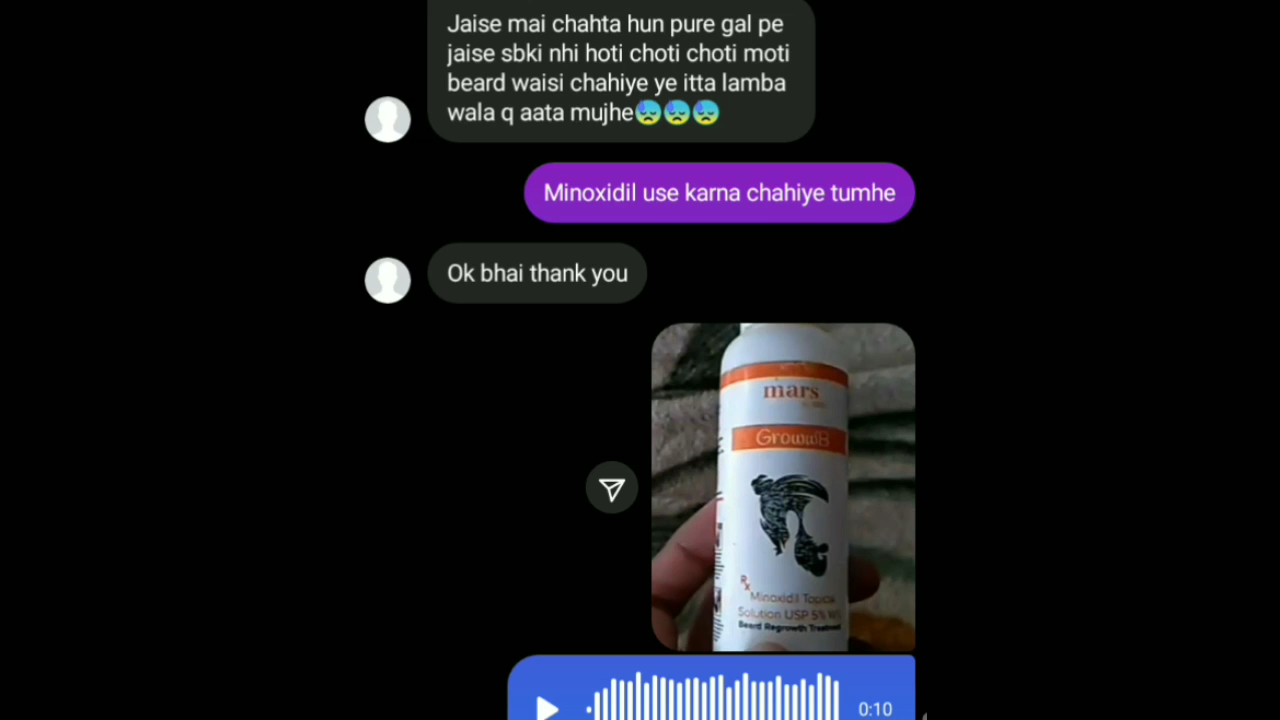 Jaise mai chahta hun pure gal pe
jaise sbki nhi hoti choti choti moti
beard waisi chahiye ye itta lamba
wala q aata mujhe😓😓😓
Minoxidil use karna chahiye tumhe
Ok bhai thank you
mars
GrowwB
Rx
Minoxidil Topical
Solution USP 5%
Beard Regrowth Treatment
0:10